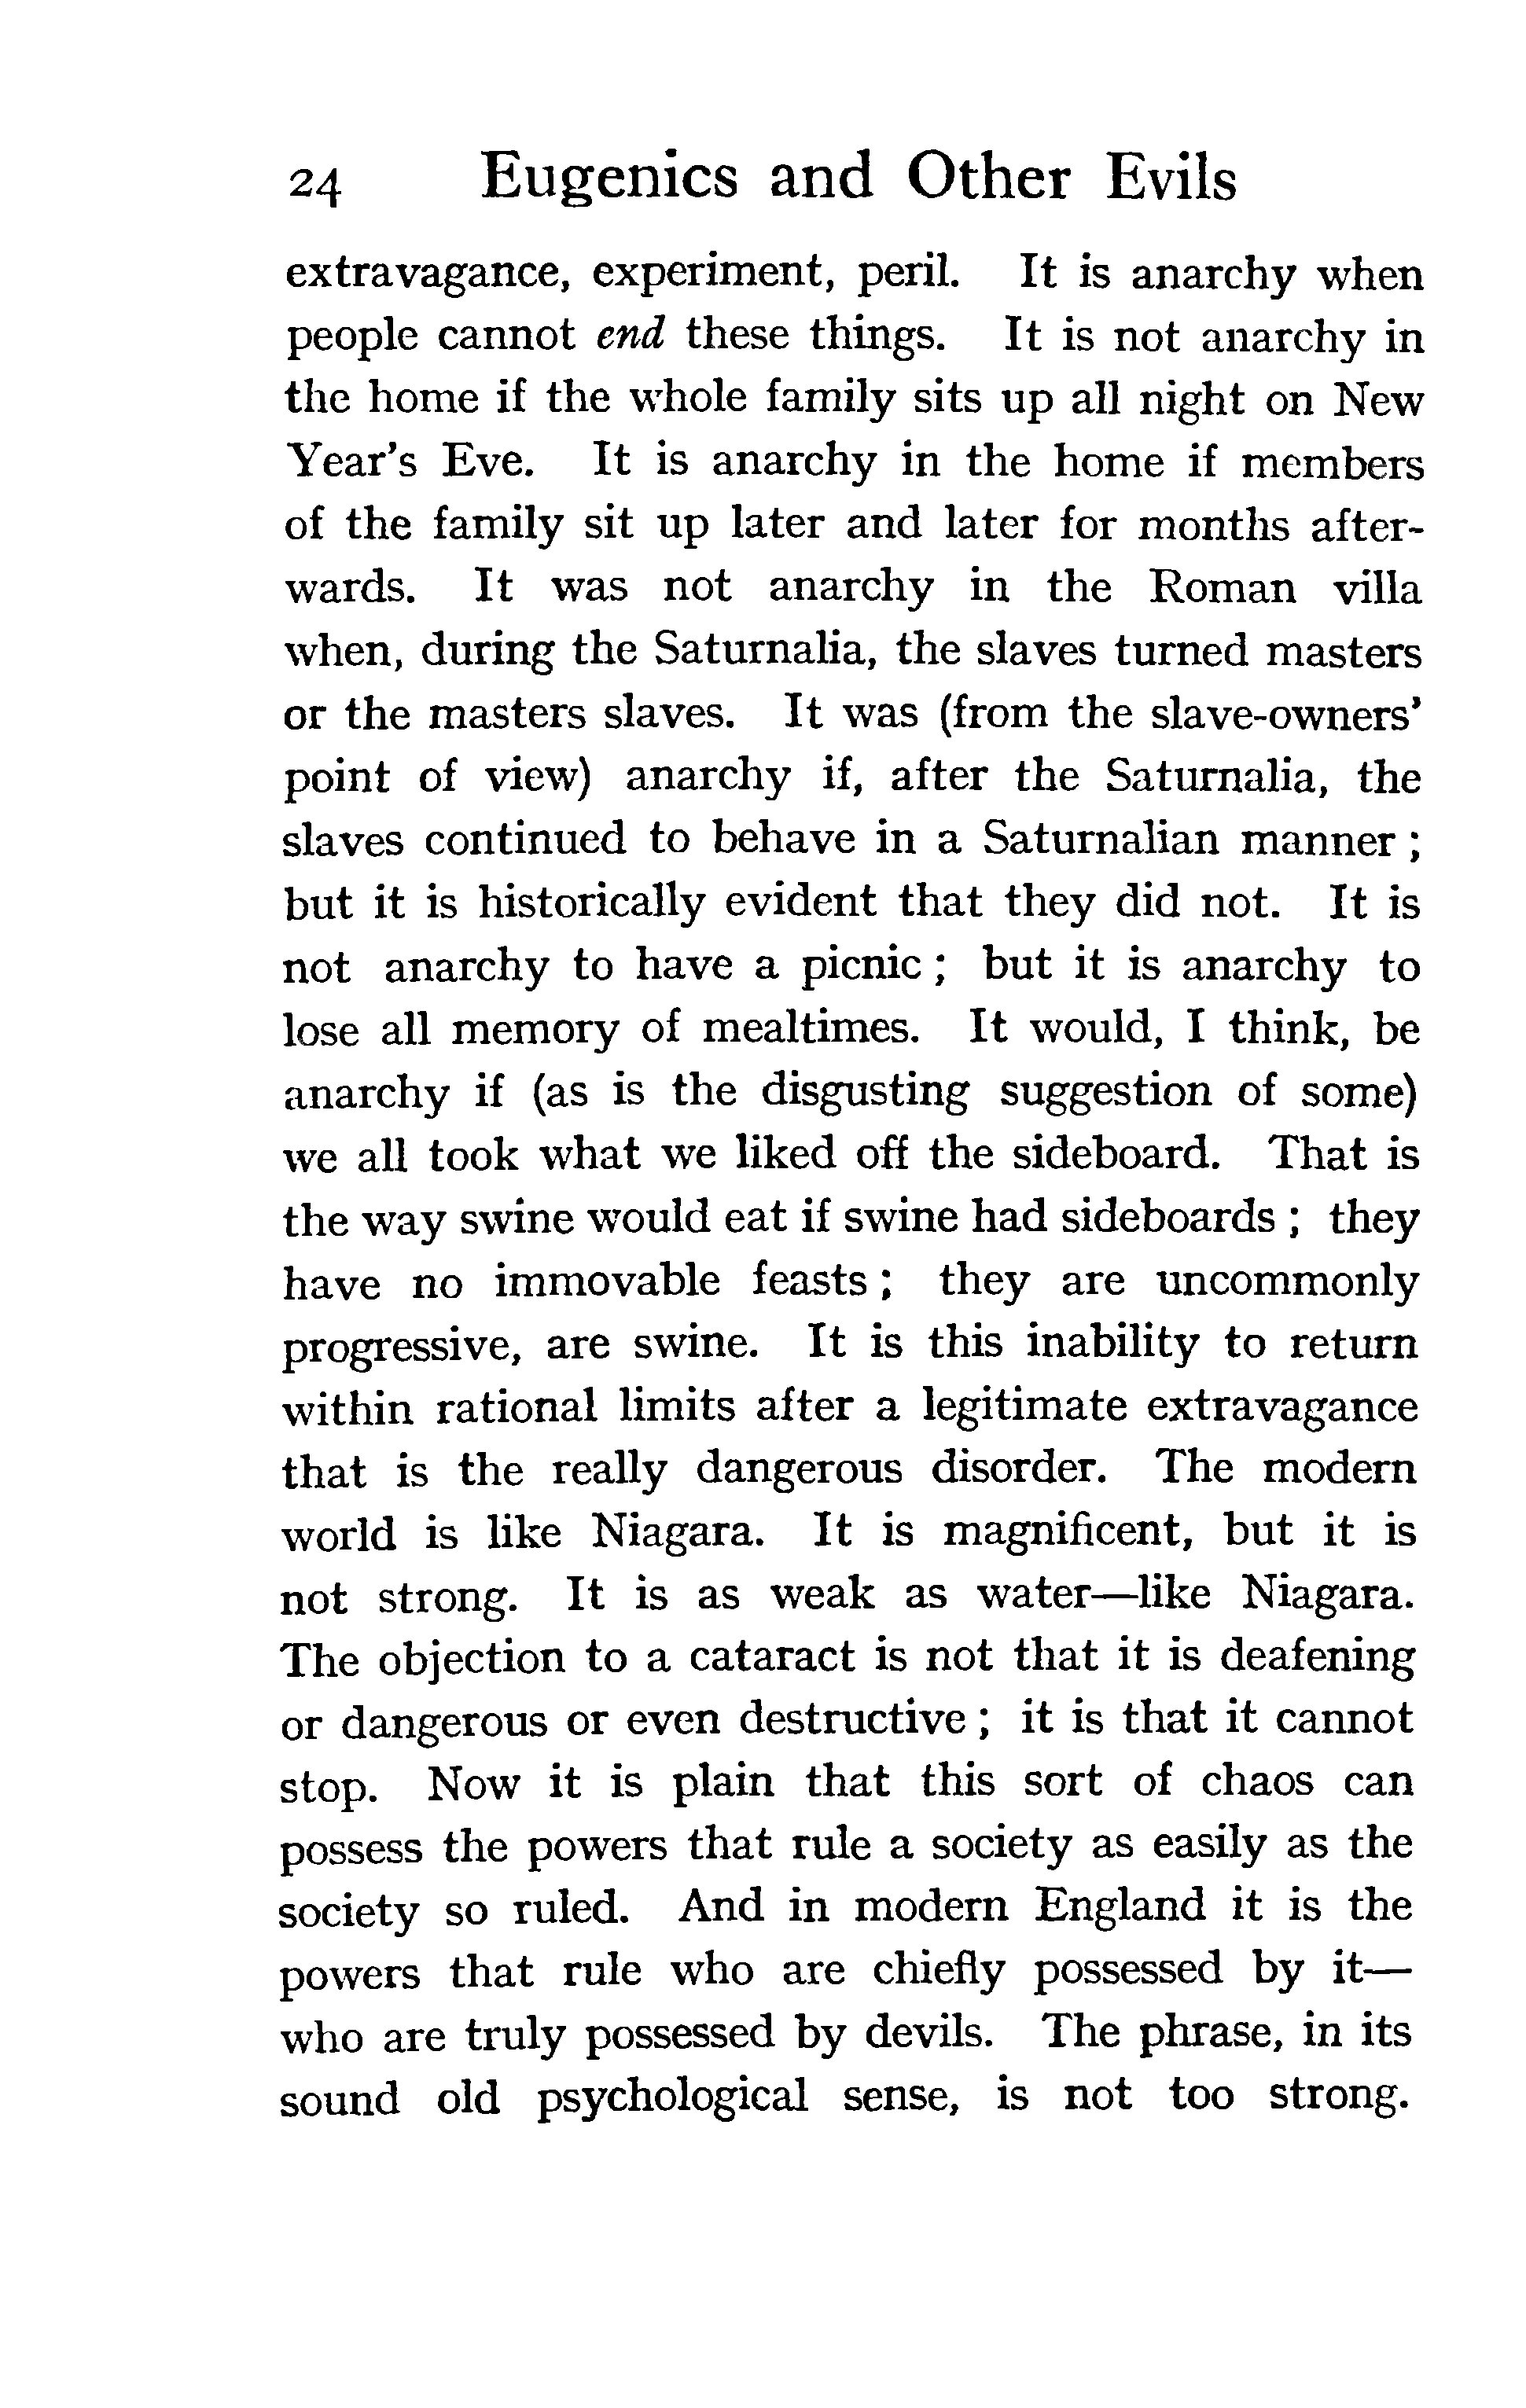 24 Eugenics and Other Evils
extravagance, experiment, peril. It is anarchy when
people cannot end these things. It is not anarchy in
the home if the whole family sits up all night on New
Year's Eve. It is anarchy in the home if members
of the family sit up later and later for months after-
wards. It was not anarchy in the Roman villa
when, during the Saturnalia, the slaves turned masters
or the masters slaves. It was (from the slave-owners'
point of view) anarchy if, after the Saturnalia, the
slaves continued to behave in a Saturnalian manner ;
but it is historically evident that they did not. It is
not anarchy to have a picnic ; but it is anarchy to
lose all memory of mealtimes. It would, I think, be
anarchy if (as is the disgusting suggestion of some)
we all took what we liked off the sideboard. That is
the way swine would eat if swine had sideboards ; they
have no immovable feasts ; they are uncommonly
progressive, are swine. It is this inability to return
within rational limits after a legitimate extravagance
that is the really dangerous disorder. The modern
world is like Niagara. It is magnificent, but it is
not strong. It is as weak as water—like Niagara.
The objection to a cataract is not that it is deafening
or dangerous or even destructive ; it is that it cannot
stop. Now it is plain that this sort of chaos can
possess the powers that rule a society as easily as the
society so ruled. And in modern England it is the
powers that rule who are chiefly possessed by it—
who are truly possessed by devils. The phrase, in its
sound old psychological sense, is not too strong.